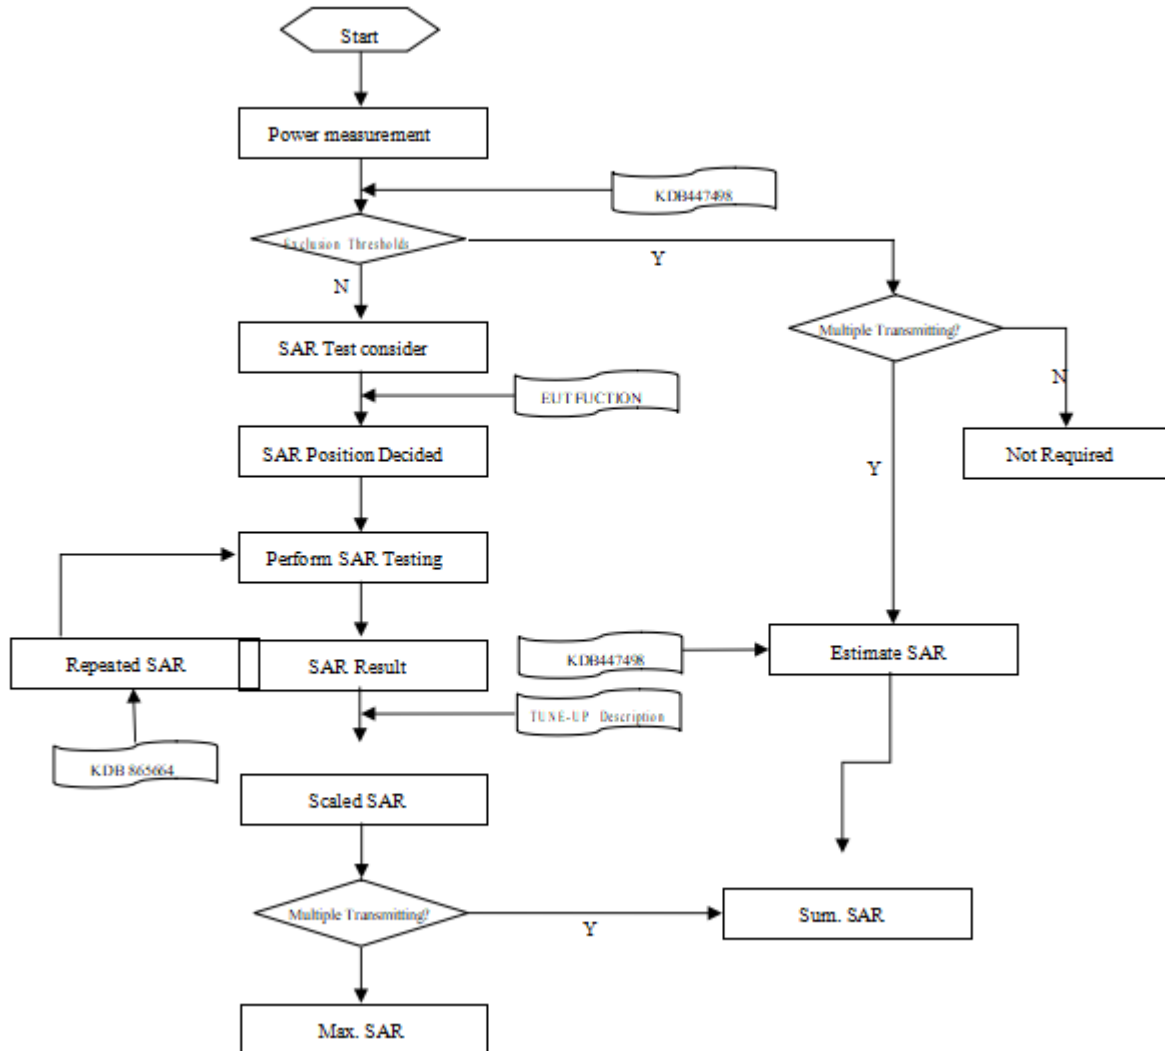 Start
Power measurement
KDB447498
Exclusion Thresholds
Y
N
Multiple Transmitting?
SAR Test consider
N
EUT FUCTION
SAR Position Decided
Not Required
Y
Perform SAR Testing
Repeated SAR
SAR Result
KDB447498
Estimate SAR
TUNE-UP Description
KDB 865664
Scaled SAR
Multiple Transmitting?
Y
Sum. SAR
Max. SAR